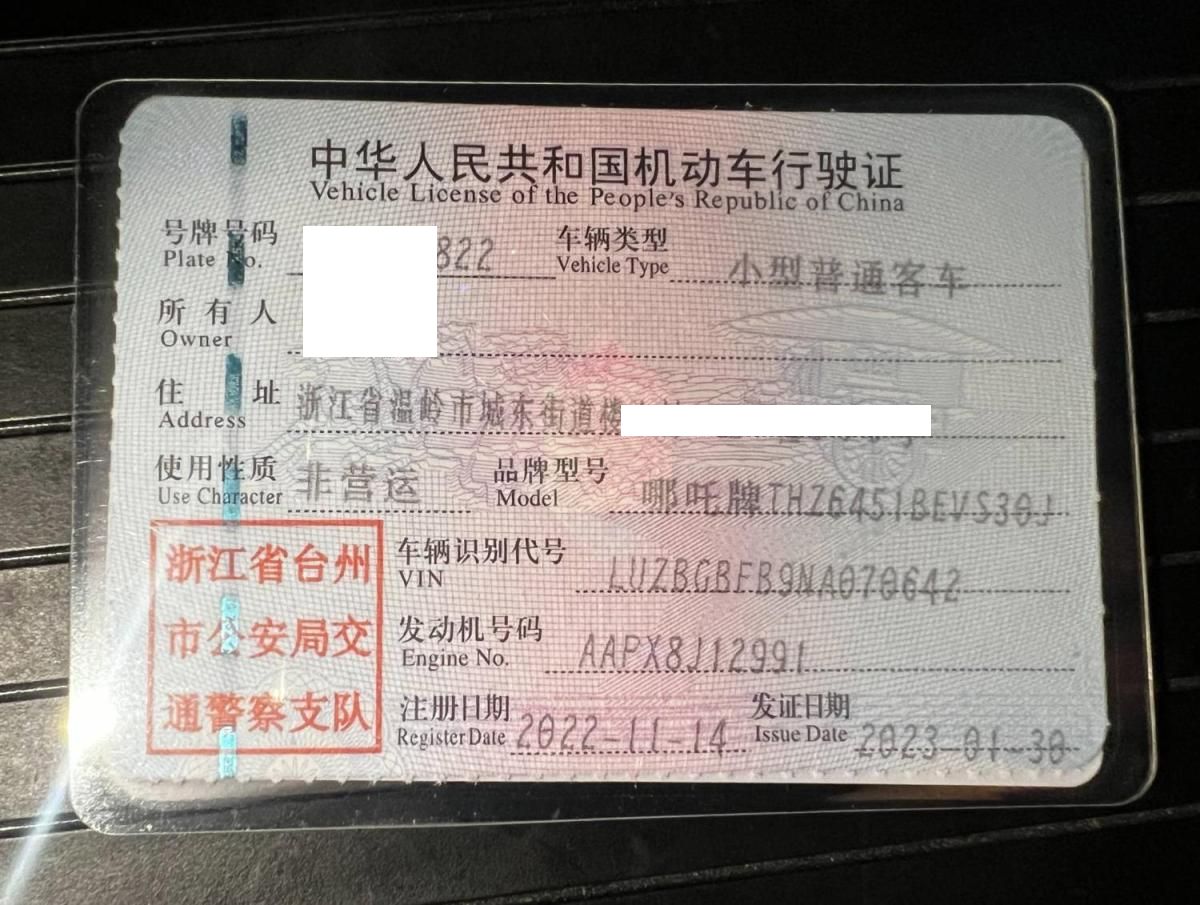 中华人民共和国机动车行驶证
Vehicle License of the People's Republic of China
号牌号码 822 车辆类型 小型普通客车
Plate No. Vehicle Type
所有人
Owner
住址 浙江省温岭市城东街道楼
Address
使用性质 非营运 品牌型号 哪吒牌THZ6451BEVS30J
Use Character Model
浙江省台州
市公安局交
通警察支队
车辆识别代号 LUZBGBFB9NA070642
VIN
发动机号码 AAPX8J12991
Engine No.
注册日期 2022-11-14 发证日期 2023-01-30
Register Date Issue Date